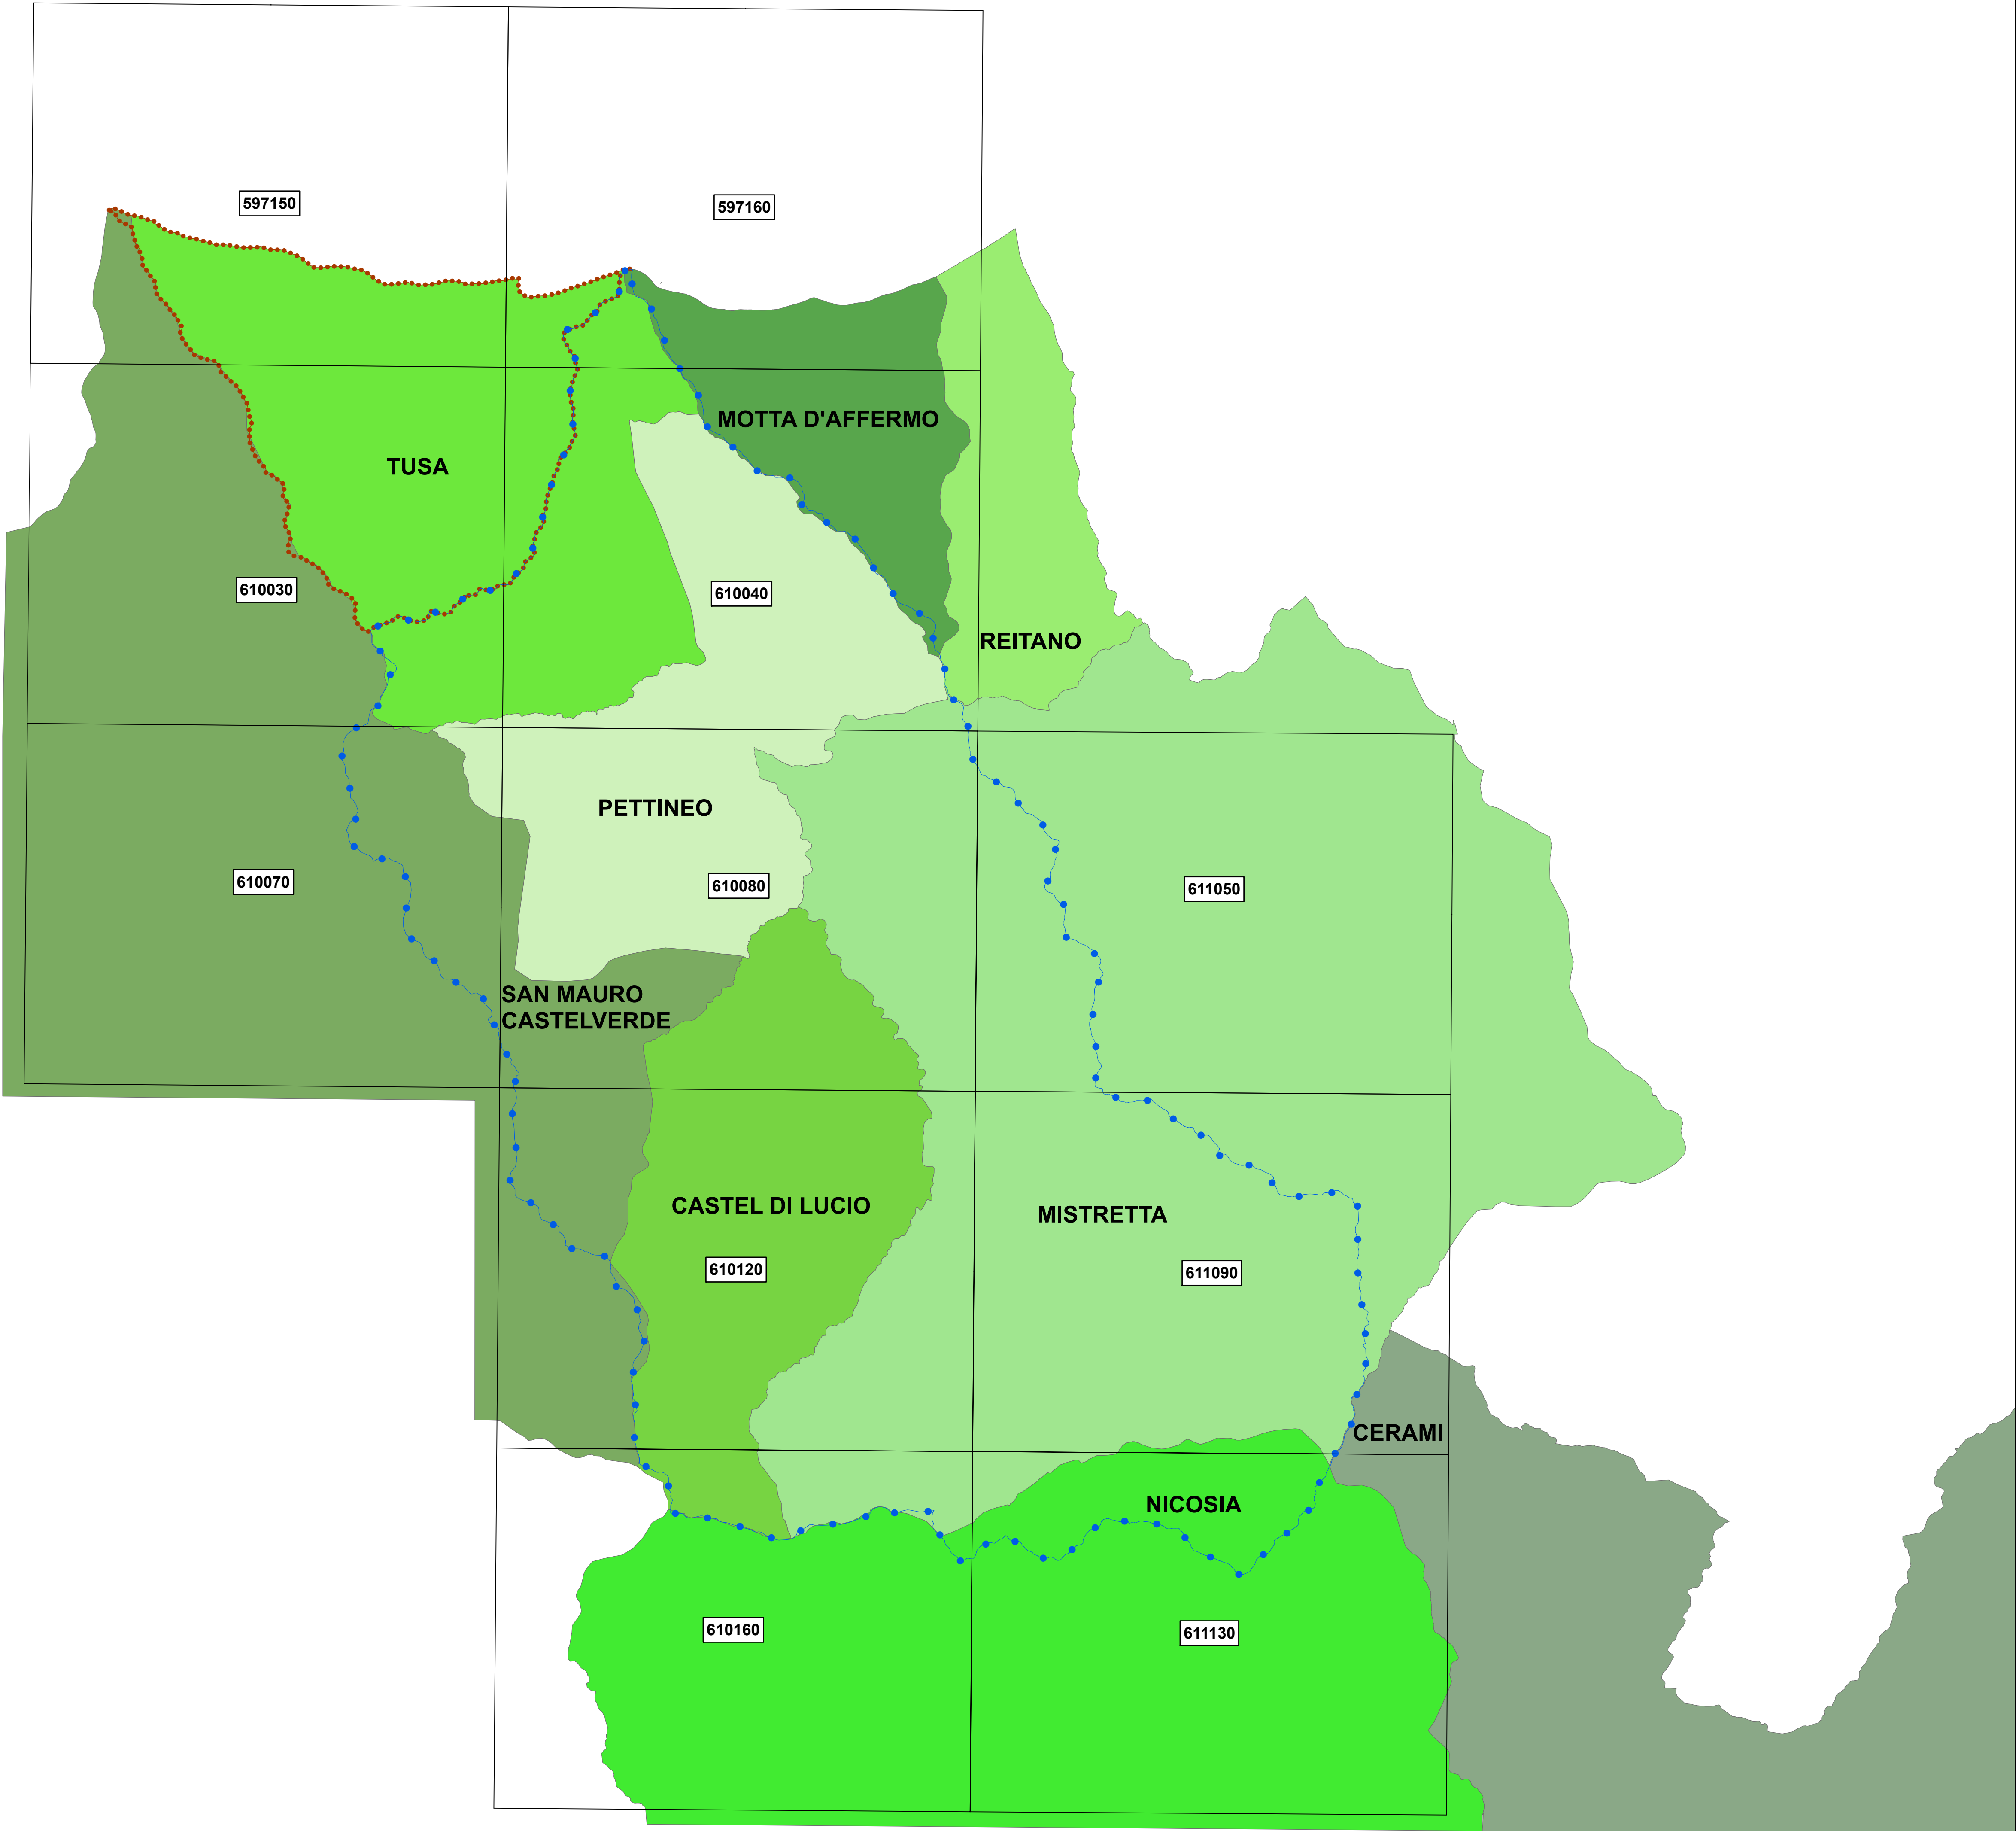 597150
597160
MOTTA D'AFFERMO
TUSA
610030
610040
REITANO
PETTINEO
610070
610080
611050
SAN MAURO
CASTELVERDE
CASTEL DI LUCIO
MISTRETTA
610120
611090
CERAMI
NICOSIA
610160
611130